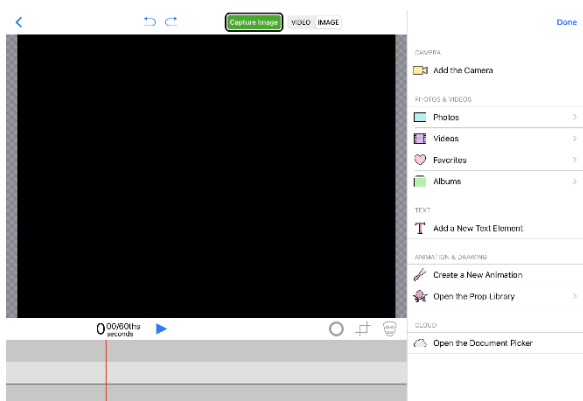 Capture Image
VIDEO IMAGE
Done
CAMERA
Add the Camera
PHOTOS & VIDEOS
Photos
Videos
Favorites
Albums
TEXT
T Add a New Text Element
ANIMATION & DRAWING
Create a New Animation
Open the Prop Library
CLOUD
Open the Document Picker
0 00/60ths
seconds